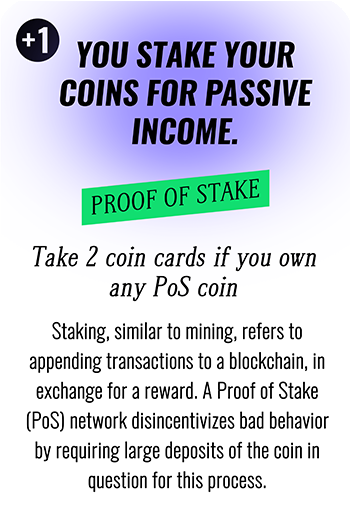 +1
YOU STAKE YOUR
COINS FOR PASSIVE
INCOME.
PROOF OF STAKE
Take 2 coin cards if you own
any PoS coin
Staking, similar to mining, refers to
appending transactions to a blockchain, in
exchange for a reward. A Proof of Stake
(PoS) network disincentivizes bad behavior
by requiring large deposits of the coin in
question for this process.